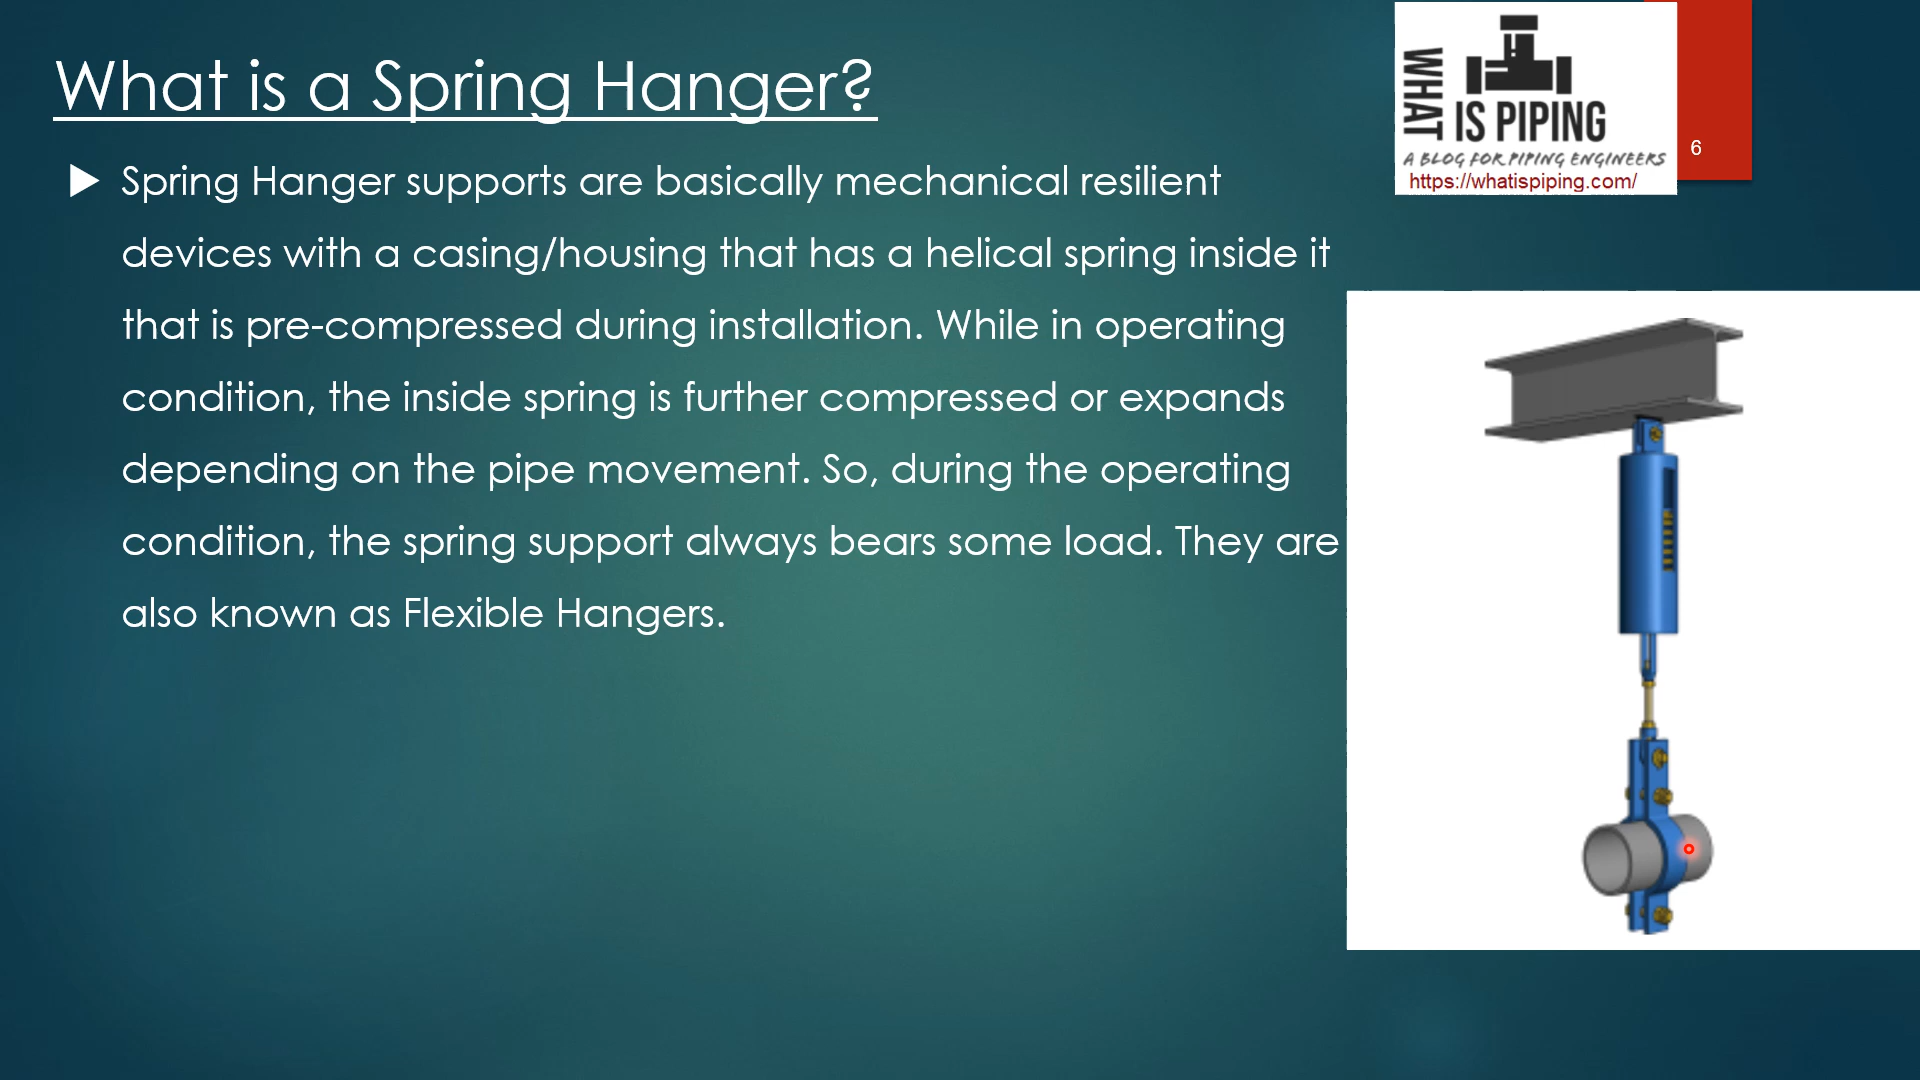 What is a Spring Hanger?
Spring Hanger supports are basically mechanical resilient
devices with a casing/housing that has a helical spring inside it
that is pre-compressed during installation. While in operating
condition, the inside spring is further compressed or expands
depending on the pipe movement. So, during the operating
condition, the spring support always bears some load. They are
also known as Flexible Hangers.
WHAT
IS PIPING
A BLOG FOR PIPING ENGINEERS
https://whatispiping.com/
6